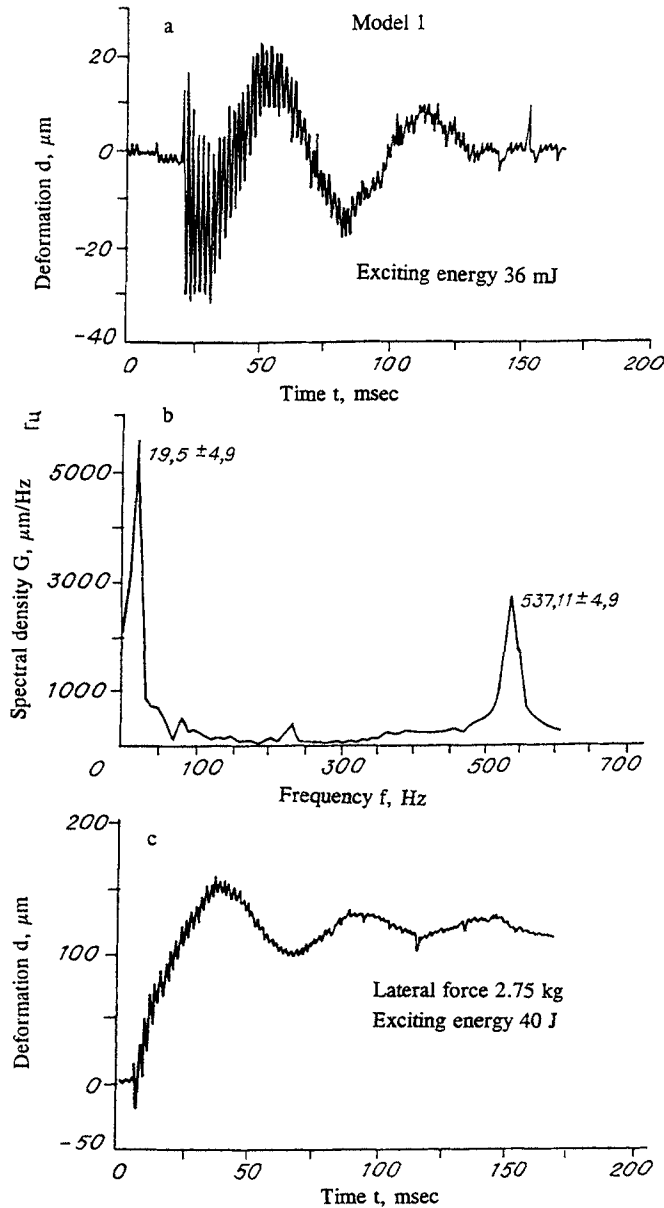 a
Model 1
20
0
-20
-40
Deformation d, μm
Exciting energy 36 mJ
0
50
100
150
200
Time t, msec
b
5000
3000
1000
0
Spectral density G, μm/Hz
19,5 ±4,9
537,11±4,9
100
300
500
700
Frequency f, Hz
200
100
0
-50
Deformation d, μm
c
Lateral force 2.75 kg
Exciting energy 40 J
0
50
100
150
200
Time t, msec